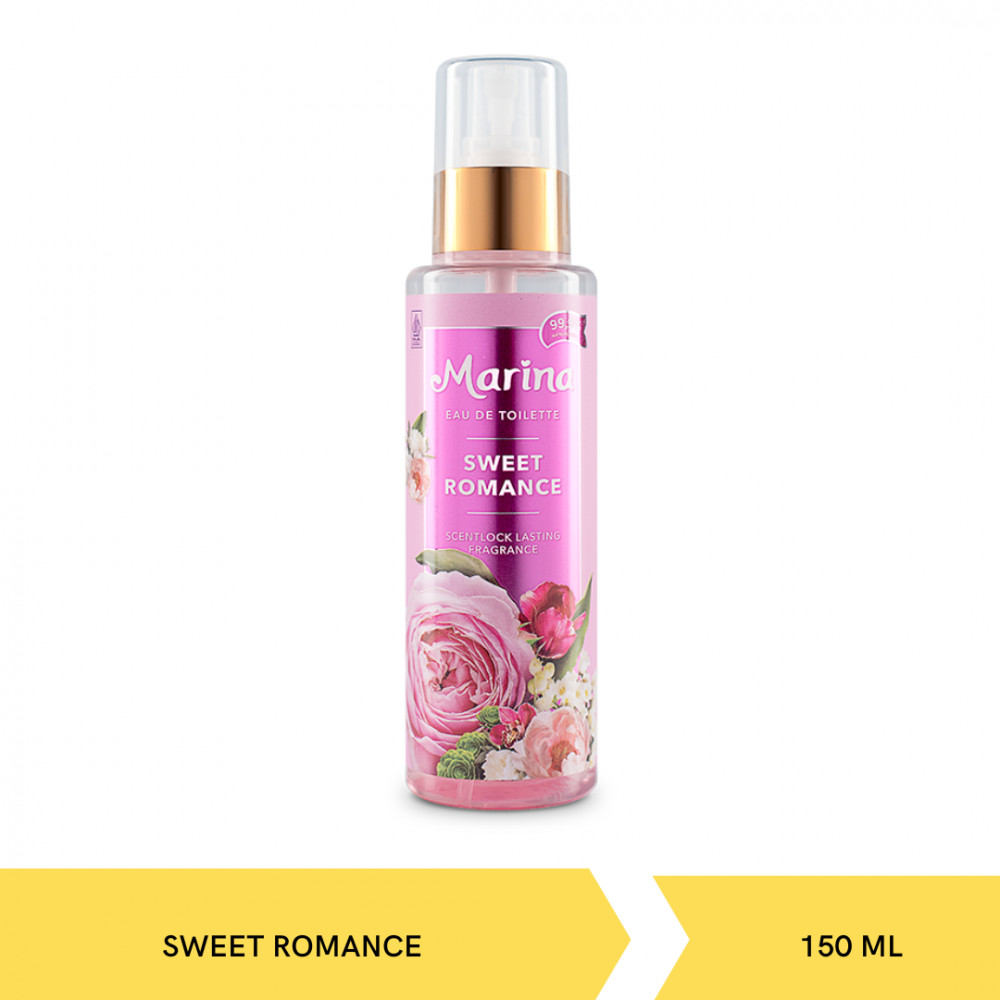 Marina
EAU DE TOILETTE
SWEET
ROMANCE
SCENTLOCK LASTING
FRAGRANCE
SWEET ROMANCE
150 ML